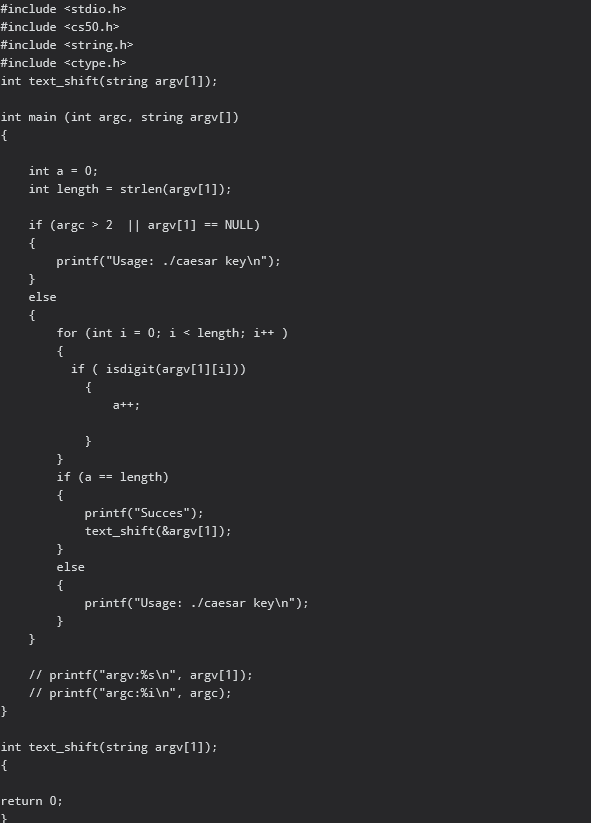 #include <stdio.h>
#include <cs50.h>
#include <string.h>
#include <ctype.h>
int text_shift(string argv[1]);

int main (int argc, string argv[])
{

    int a = 0;
    int length = strlen(argv[1]);

    if (argc > 2  || argv[1] == NULL)
    {
        printf("Usage: ./caesar key\n");
    }
    else
    {
        for (int i = 0; i < length; i++ )
        {
          if ( isdigit(argv[1][i]))
            {
                a++;

            }
        }
        if (a == length)
        {
            printf("Succes");
            text_shift(&argv[1]);
        }
        else
        {
            printf("Usage: ./caesar key\n");
        }
    }

    // printf("argv:%s\n", argv[1]);
    // printf("argc:%i\n", argc);
}

int text_shift(string argv[1]);
{

return 0;
}